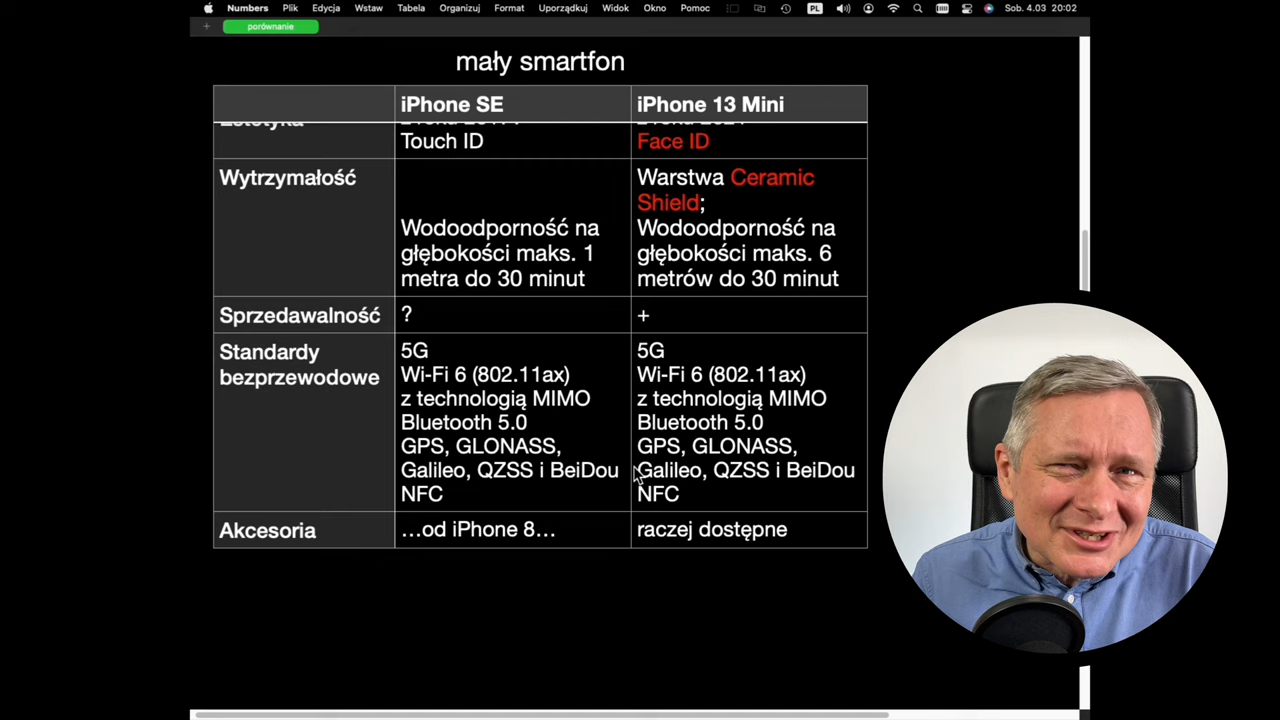 Numbers Plik Edycja Wstaw Tabela Organizuj Format Uporządkuj Widok Okno Pomoc PL Sob. 4.03 20:02
+ porównanie
mały smartfon
iPhone SE iPhone 13 Mini
Estetyka
Touch ID Face ID
Wytrzymałość
Warstwa Ceramic
Shield;
Wodoodporność na Wodoodporność na
głębokości maks. 1 głębokości maks. 6
metra do 30 minut metrów do 30 minut
Sprzedawalność ? +
Standardy 5G 5G
bezprzewodowe Wi-Fi 6 (802.11ax) Wi-Fi 6 (802.11ax)
z technologią MIMO z technologią MIMO
Bluetooth 5.0 Bluetooth 5.0
GPS, GLONASS, GPS, GLONASS,
Galileo, QZSS i BeiDou Galileo, QZSS i BeiDou
NFC NFC
Akcesoria …od iPhone 8… raczej dostępne